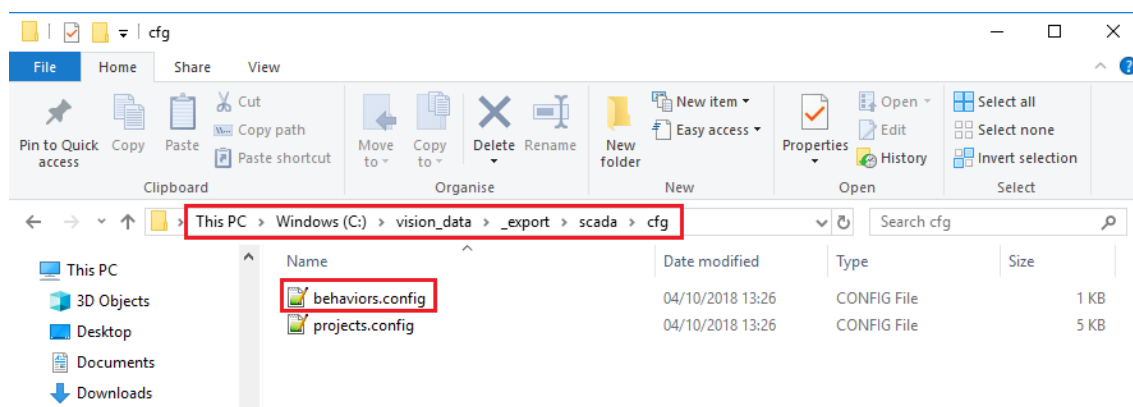 cfg
File Home Share View
Pin to Quick access Copy Paste Cut Copy path Paste shortcut Move to Copy to Delete Rename New folder New item Easy access Properties Open Edit History Select all Select none Invert selection
Clipboard Organise New Open Select
This PC > Windows (C:) > vision_data > _export > scada > cfg Search cfg
Name Date modified Type Size
This PC
3D Objects behaviors.config 04/10/2018 13:26 CONFIG File 1 KB
Desktop projects.config 04/10/2018 13:26 CONFIG File 5 KB
Documents
Downloads